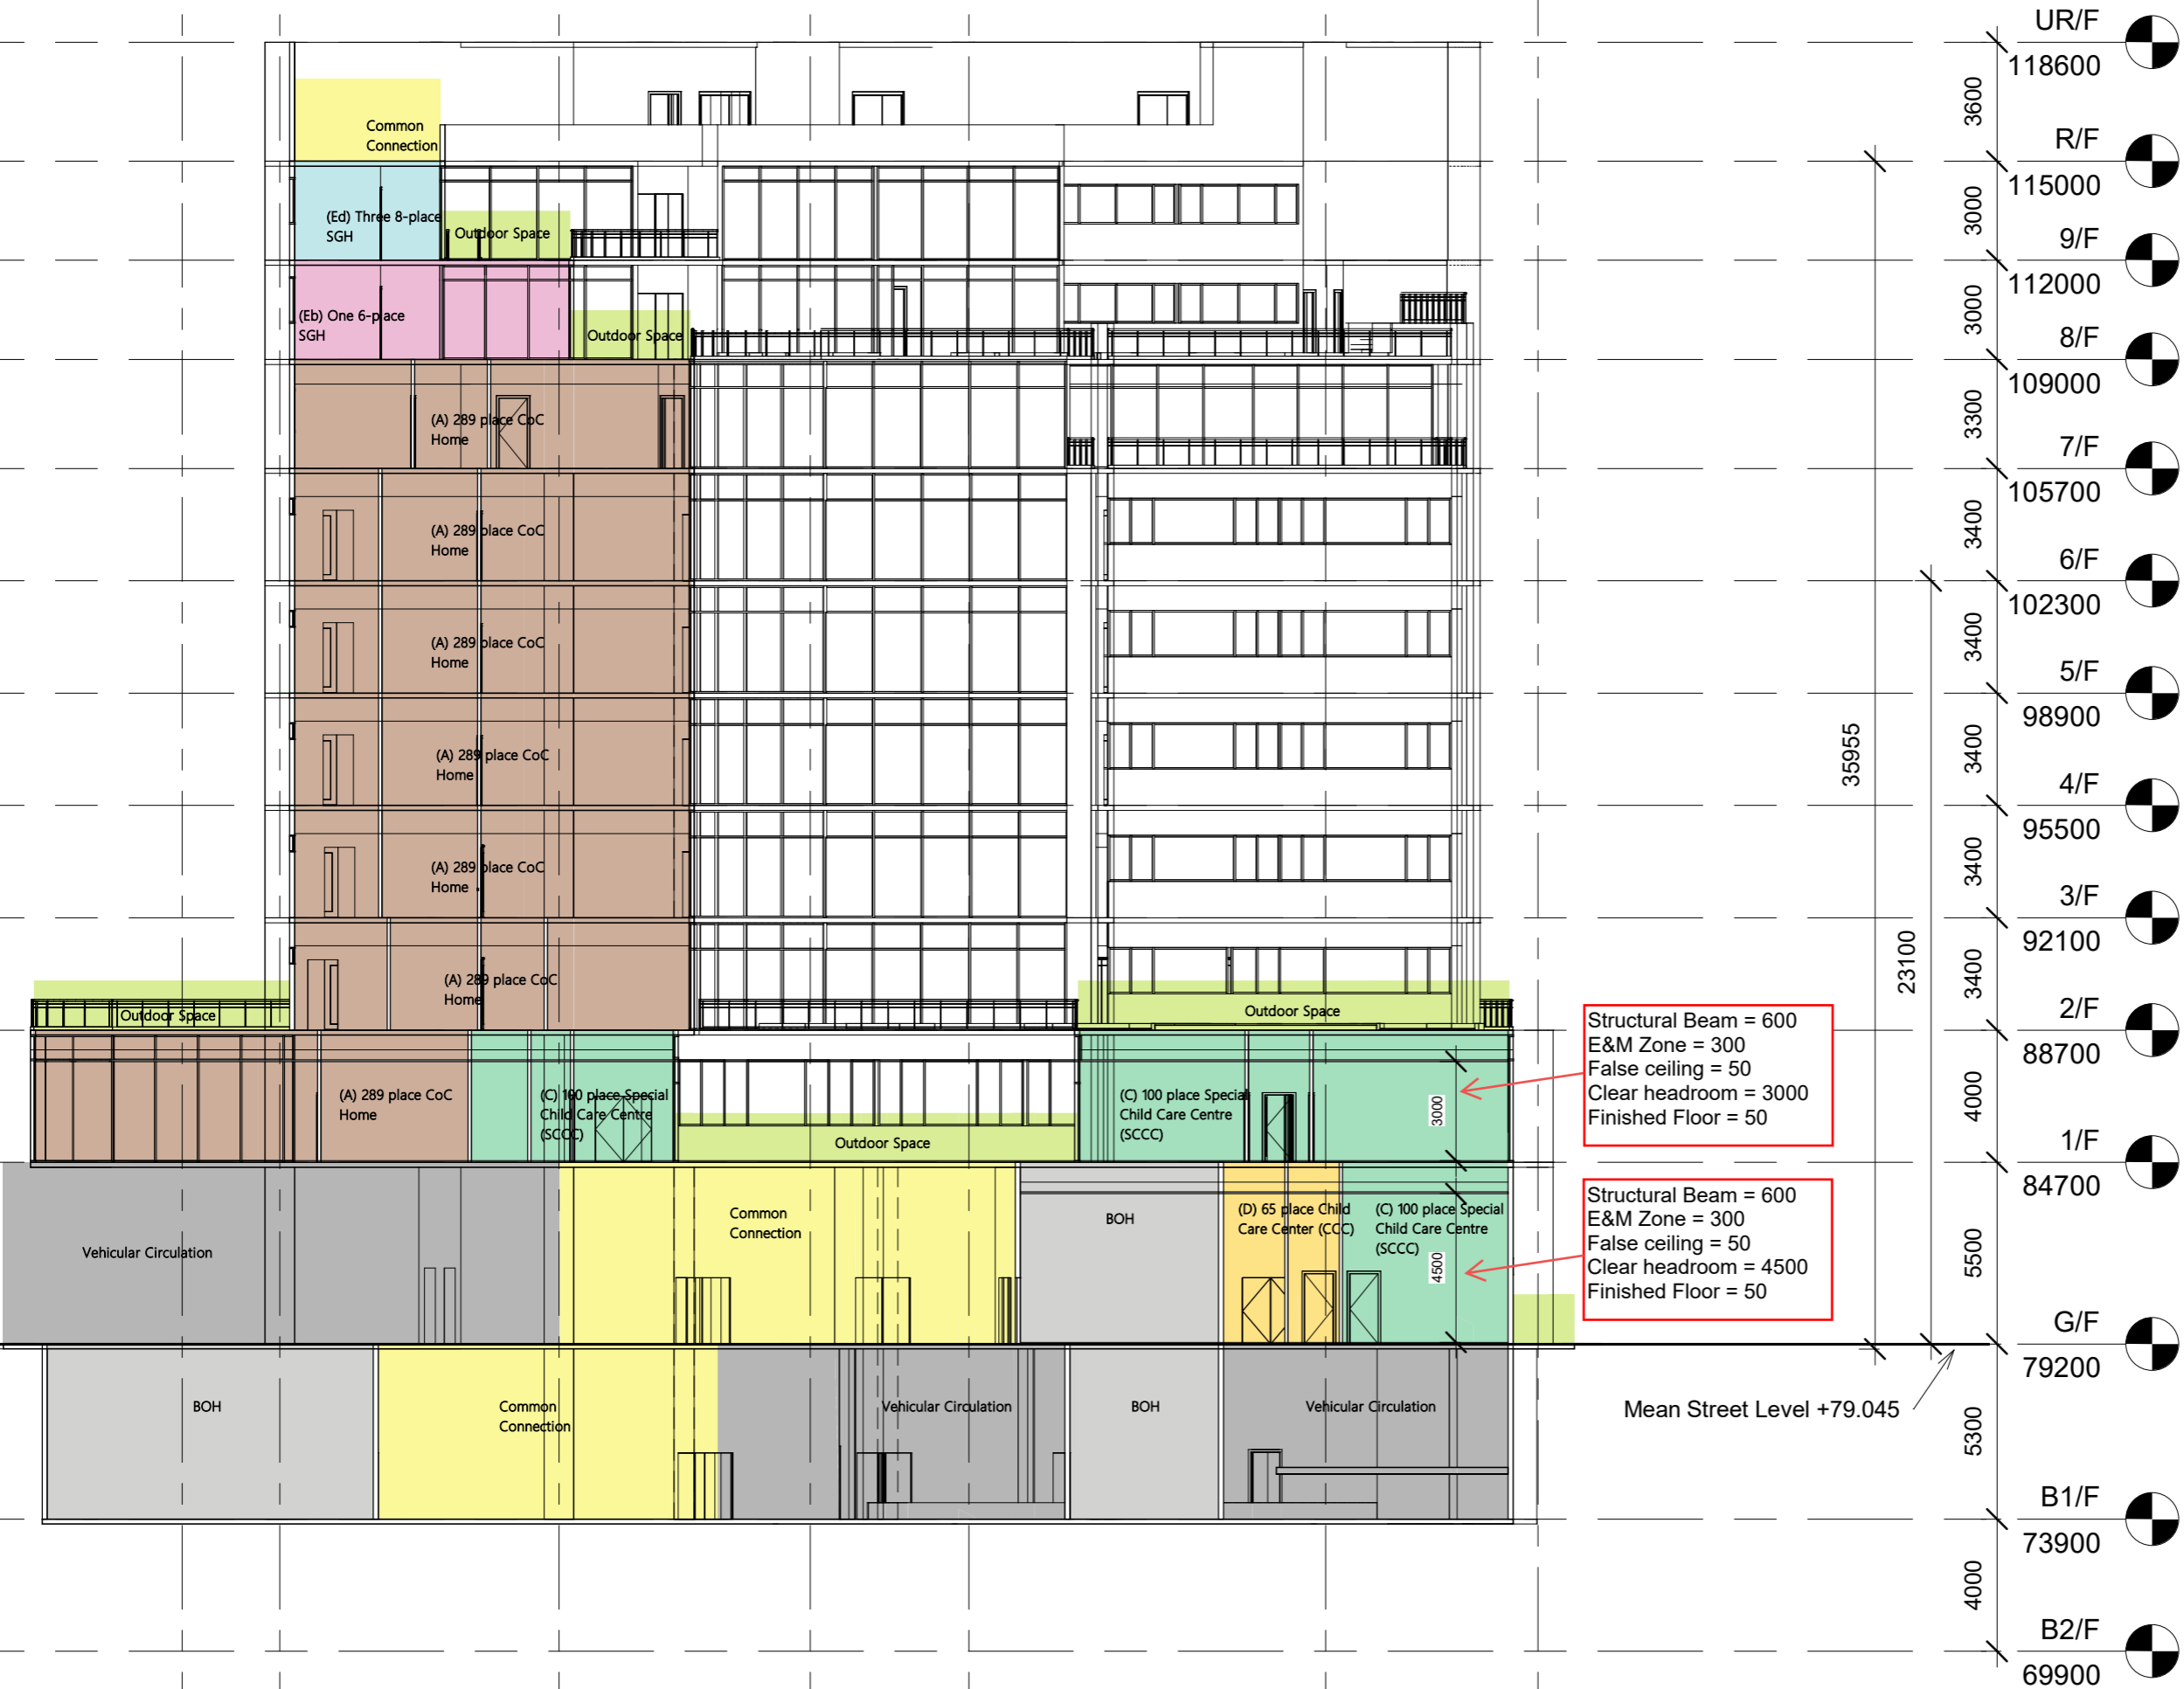 UR/F
118600
3600
Common
Connection
R/F
115000
3000
(Ed) Three 8-place
SGH
Outdoor Space
9/F
112000
3000
(Eb) One 6-place
SGH
Outdoor Space
8/F
109000
3300
(A) 289 place CoC
Home
7/F
105700
3400
(A) 289 place CoC
Home
6/F
102300
3400
(A) 289 place CoC
Home
5/F
98900
35955
3400
(A) 289 place CoC
Home
4/F
95500
3400
(A) 289 place CoC
Home
3/F
92100
23100
3400
(A) 289 place CoC
Home
Outdoor Space
Outdoor Space
2/F
88700
Structural Beam = 600
E&M Zone = 300
False ceiling = 50
Clear headroom = 3000
Finished Floor = 50
4000
(A) 289 place CoC
Home
(C) 100 place Special
Child Care Centre
(SCCC)
Outdoor Space
(C) 100 place Special
Child Care Centre
(SCCC)
3000
1/F
84700
Structural Beam = 600
E&M Zone = 300
False ceiling = 50
Clear headroom = 4500
Finished Floor = 50
5500
Vehicular Circulation
Common
Connection
BOH
(D) 65 place Child
Care Center (CCC)
(C) 100 place Special
Child Care Centre
(SCCC)
4500
G/F
79200
Mean Street Level +79.045
5300
BOH
Common
Connection
Vehicular Circulation
BOH
Vehicular Circulation
B1/F
73900
4000
B2/F
69900